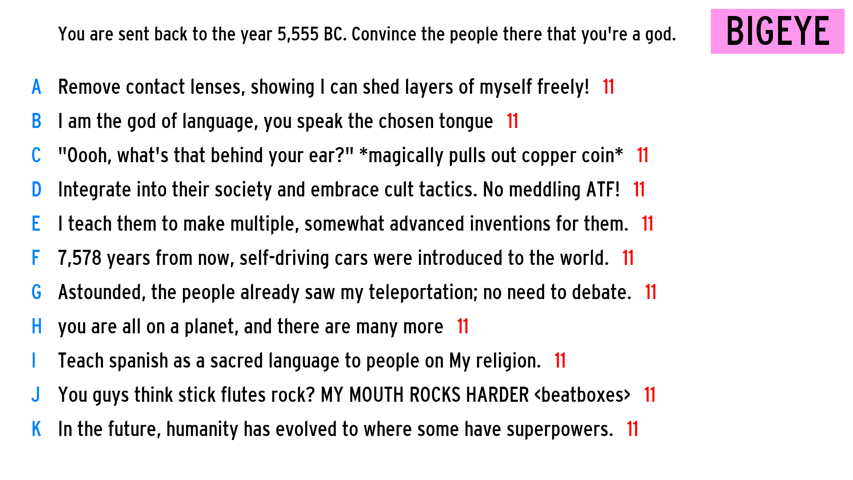 You are sent back to the year 5,555 BC. Convince the people there that you're a god.
BIGEYE
A Remove contact lenses, showing I can shed layers of myself freely! 11
B I am the god of language, you speak the chosen tongue 11
C "Oooh, what's that behind your ear?" *magically pulls out copper coin* 11
D Integrate into their society and embrace cult tactics. No meddling ATF! 11
E I teach them to make multiple, somewhat advanced inventions for them. 11
F 7,578 years from now, self-driving cars were introduced to the world. 11
G Astounded, the people already saw my teleportation; no need to debate. 11
H you are all on a planet, and there are many more 11
I Teach spanish as a sacred language to people on My religion. 11
J You guys think stick flutes rock? MY MOUTH ROCKS HARDER <beatboxes> 11
K In the future, humanity has evolved to where some have superpowers. 11